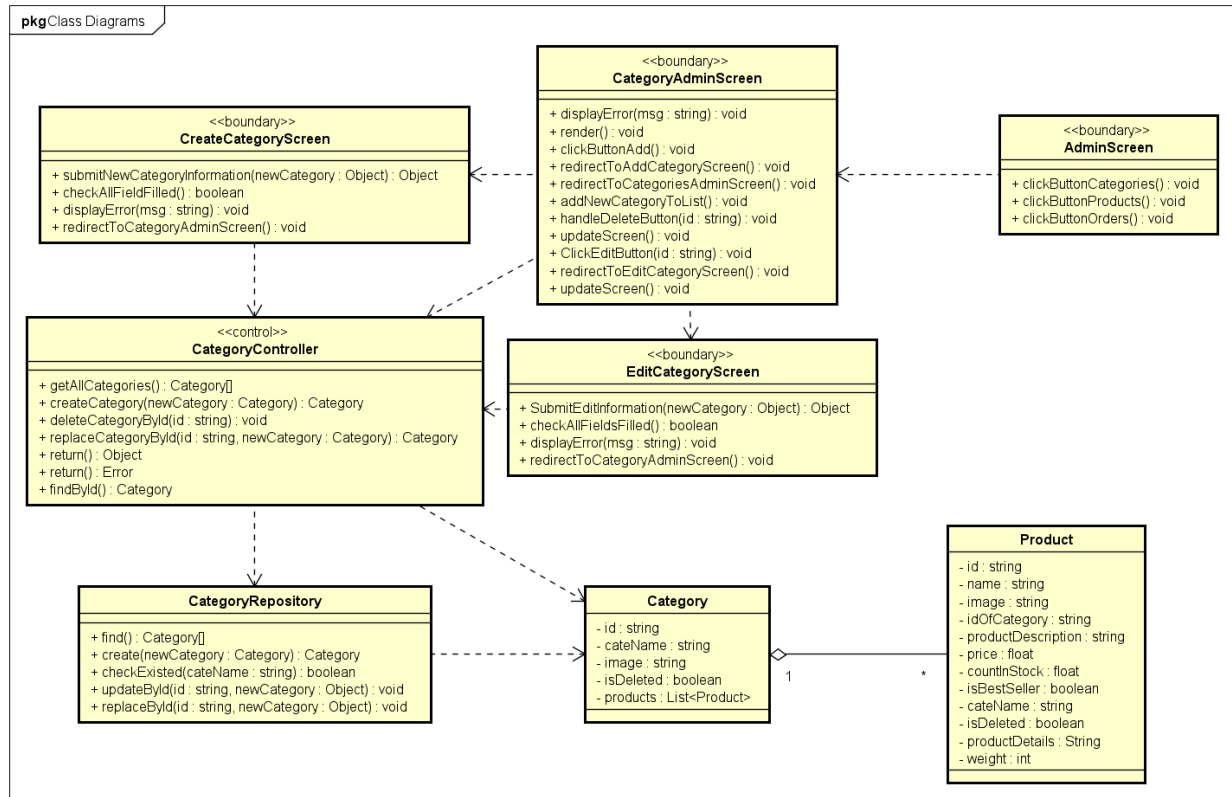 pkg Class Diagrams
<<boundary>>
CategoryAdminScreen
+ displayError(msg : string) : void
+ render() : void
+ clickButtonAdd() : void
+ redirectToAddCategoryScreen() : void
+ redirectToCategoriesAdminScreen() : void
+ addNewCategoryToList() : void
+ handleDeleteButton(id : string) : void
+ updateScreen() : void
+ ClickEditButton(id : string) : void
+ redirectToEditCategoryScreen() : void
+ updateScreen() : void
<<boundary>>
CreateCategoryScreen
+ submitNewCategoryInformation(newCategory : Object) : Object
+ checkAllFieldFilled() : boolean
+ displayError(msg : string) : void
+ redirectToCategoryAdminScreen() : void
<<boundary>>
AdminScreen
+ clickButtonCategories() : void
+ clickButtonProducts() : void
+ clickButtonOrders() : void
<<control>>
CategoryController
+ getAllCategories() : Category[]
+ createCategory(newCategory : Category) : Category
+ deleteCategoryById(id : string) : void
+ replaceCategoryById(id : string, newCategory : Category) : Category
+ return() : Object
+ return() : Error
+ findById() : Category
<<boundary>>
EditCategoryScreen
+ SubmitEditInformation(newCategory : Object) : Object
+ checkAllFieldsFilled() : boolean
+ displayError(msg : string) : void
+ redirectToCategoryAdminScreen() : void
CategoryRepository
+ find() : Category[]
+ create(newCategory : Category) : Category
+ checkExisted(cateName : string) : boolean
+ updateById(id : string, newCategory : Object) : void
+ replaceById(id : string, newCategory : Object) : void
Category
- id : string
- cateName : string
- image : string
- isDeleted : boolean
- products : List<Product>
1
*
Product
- id : string
- name : string
- image : string
- idOfCategory : string
- productDescription : string
- price : float
- countInStock : float
- isBestSeller : boolean
- cateName : string
- isDeleted : boolean
- productDetails : String
- weight : int